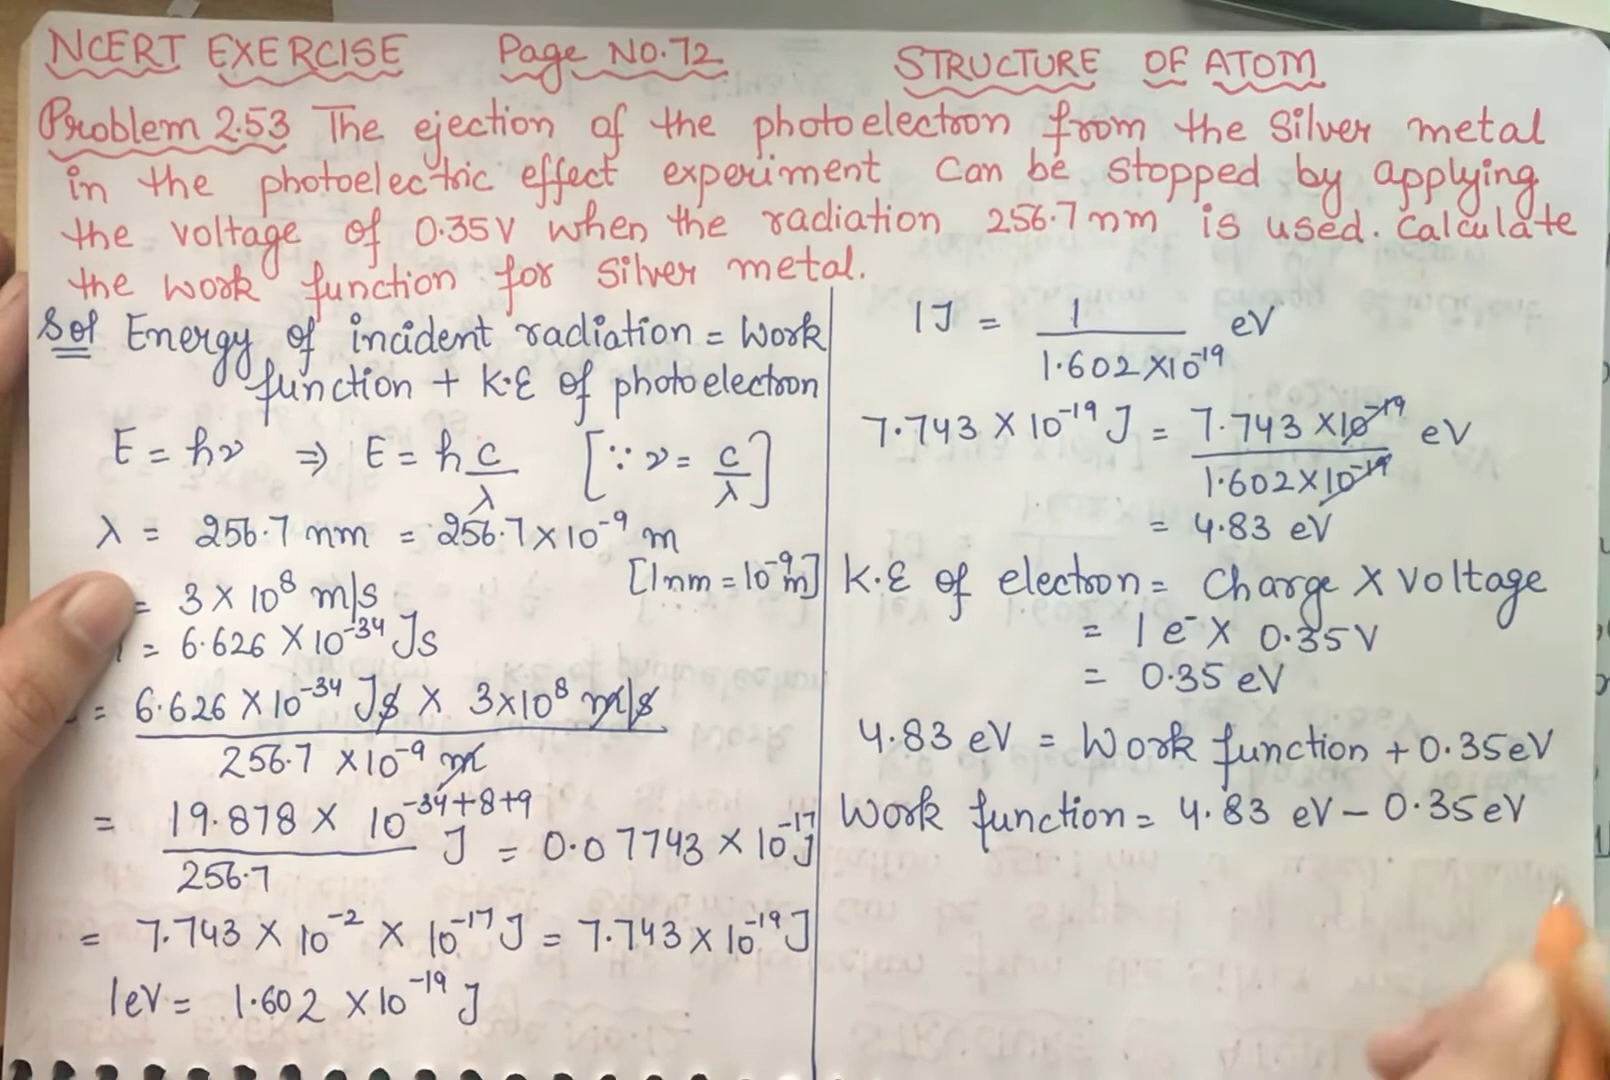 NCERT EXERCISE Page No.72 STRUCTURE OF ATOM
Problem 2.53 The ejection of the photoelectron from the silver metal
in the photoelectric effect experiment can be stopped by applying
the voltage of 0.35V when the radiation 256.7 nm is used. Calculate
the work function for silver metal.
Sol Energy of incident radiation = Work
function + K.E of photoelectron
E = hν ⇒ E = h c/λ [∵ ν = c/λ]
λ = 256.7 nm = 256.7 × 10⁻⁹ m
[1nm = 10⁻⁹ m]
= 3 × 10⁸ m/s
= 6.626 × 10⁻³⁴ Js
= 6.626 × 10⁻³⁴ Js × 3×10⁸ m/s
256.7 × 10⁻⁹ m
= 19.878 × 10⁻³⁴⁺⁸⁺⁹ J = 0.07743 × 10⁻¹⁷ J
256.7
= 7.743 × 10⁻² × 10⁻¹⁷ J = 7.743 × 10⁻¹⁹ J
1eV = 1.602 × 10⁻¹⁹ J
1J = 1 eV
1.602 × 10⁻¹⁹
7.743 × 10⁻¹⁹ J = 7.743 × 10⁻¹⁹ eV
1.602 × 10⁻¹⁹
= 4.83 eV
K.E of electron = Charge × Voltage
= 1 e⁻ × 0.35V
= 0.35 eV
4.83 eV = Work function + 0.35eV
Work function = 4.83 eV – 0.35eV